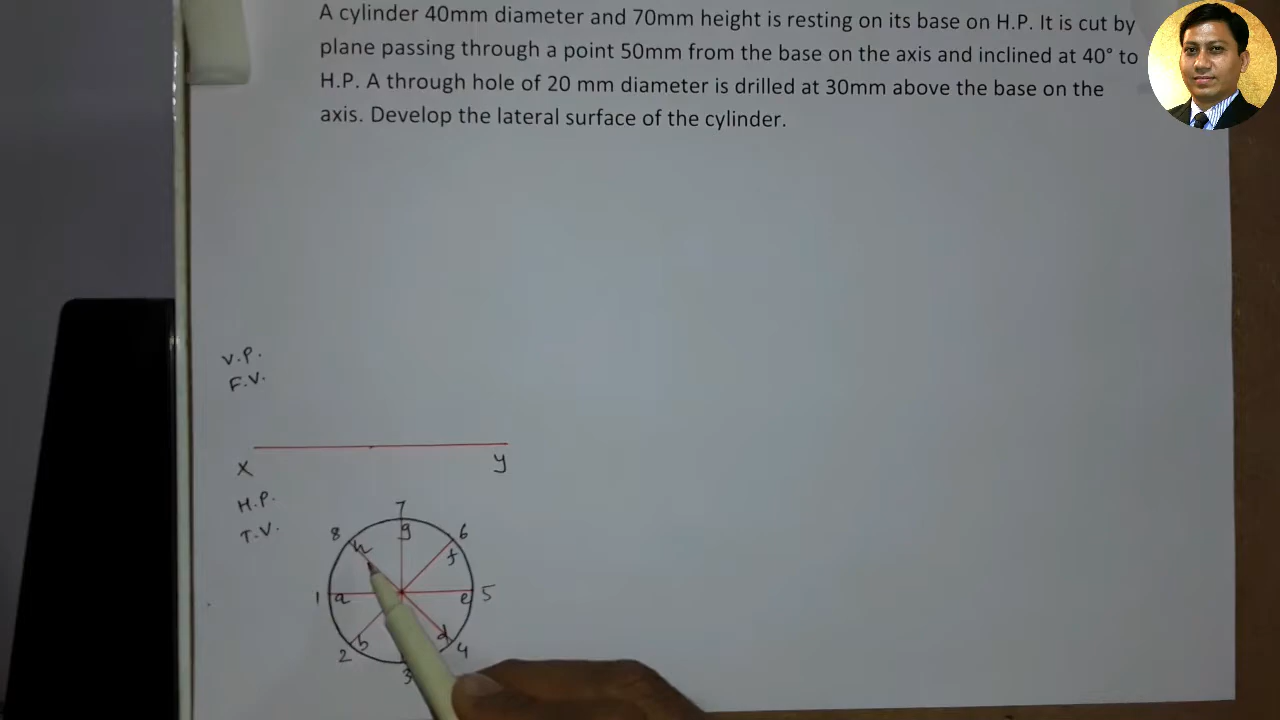 A cylinder 40mm diameter and 70mm height is resting on its base on H.P. It is cut by
plane passing through a point 50mm from the base on the axis and inclined at 40° to
H.P. A through hole of 20 mm diameter is drilled at 30mm above the base on the
axis. Develop the lateral surface of the cylinder.
V.P.
F.V.
X y
H.P.
T.V.
7
8 g 6
h f
1 a e 5
b d
2 4
3